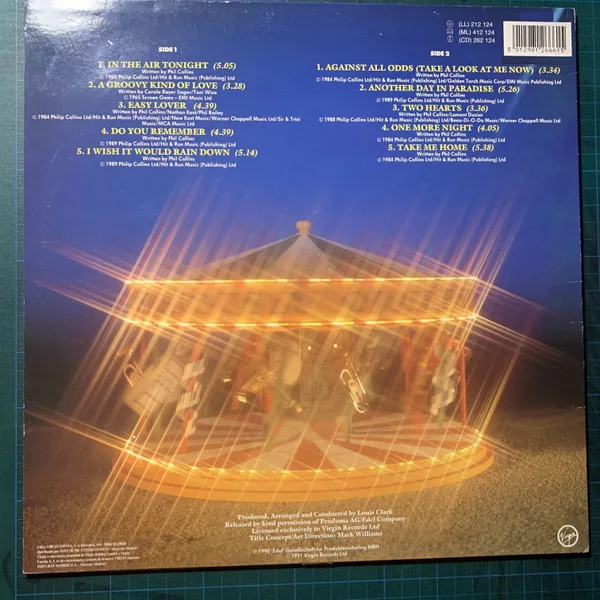 (LL) 212 124
(ML) 412 124
(CD) 262 124
5 012981 266615
SIDE 1
1. IN THE AIR TONIGHT (5.05)
Written by Phil Collins
© 1980 Philip Collins Ltd/Hit & Run Music (Publishing) Ltd
2. A GROOVY KIND OF LOVE (3.28)
Written by Carole Bayer Sager/Toni Wine
© 1965 Screen Gems - EMI Music Ltd
3. EASY LOVER (4.39)
Written by Phil Collins/Nathan East/Phil Bailey
© 1984 Philip Collins Ltd/Hit & Run Music (Publishing) Ltd/New East Music/Warner Chappell Music Ltd/Sir & Trini
Music/MCA Music Ltd
4. DO YOU REMEMBER (4.39)
Written by Phil Collins
© 1989 Philip Collins Ltd/Hit & Run Music (Publishing) Ltd
5. I WISH IT WOULD RAIN DOWN (5.14)
Written by Phil Collins
© 1989 Philip Collins Ltd/Hit & Run Music (Publishing) Ltd
SIDE 2
1. AGAINST ALL ODDS (TAKE A LOOK AT ME NOW) (3.34)
Written by Phil Collins
© 1984 Philip Collins Ltd/Hit & Run Music (Publishing) Ltd/Golden Torch Music Corp/EMI Music Publishing Ltd
2. ANOTHER DAY IN PARADISE (5.26)
Written by Phil Collins
© 1989 Philip Collins Ltd/Hit & Run Music (Publishing) Ltd
3. TWO HEARTS (3.36)
Written by Phil Collins/Lamont Dozier
© 1988 Philip Collins Ltd/Hit & Run Music (Publishing) Ltd/Beau-Di-O-Do Music/Warner Chappell Music Ltd
4. ONE MORE NIGHT (4.05)
Written by Phil Collins
© 1984 Philip Collins Ltd/Hit & Run Music (Publishing) Ltd
5. TAKE ME HOME (5.38)
Written by Phil Collins
© 1984 Philip Collins Ltd/Hit & Run Music (Publishing) Ltd
Produced, Arranged and Conducted by Louis Clark
Released by kind permission of Produma AG/Edel Company
Licensed exclusively to Virgin Records Ltd
Title Concept/Art Direction: Mark Williams
© 1990 'Edel' Gesellschaft für Produktmarketing MBH
© 1991 Virgin Records Ltd
Virgin